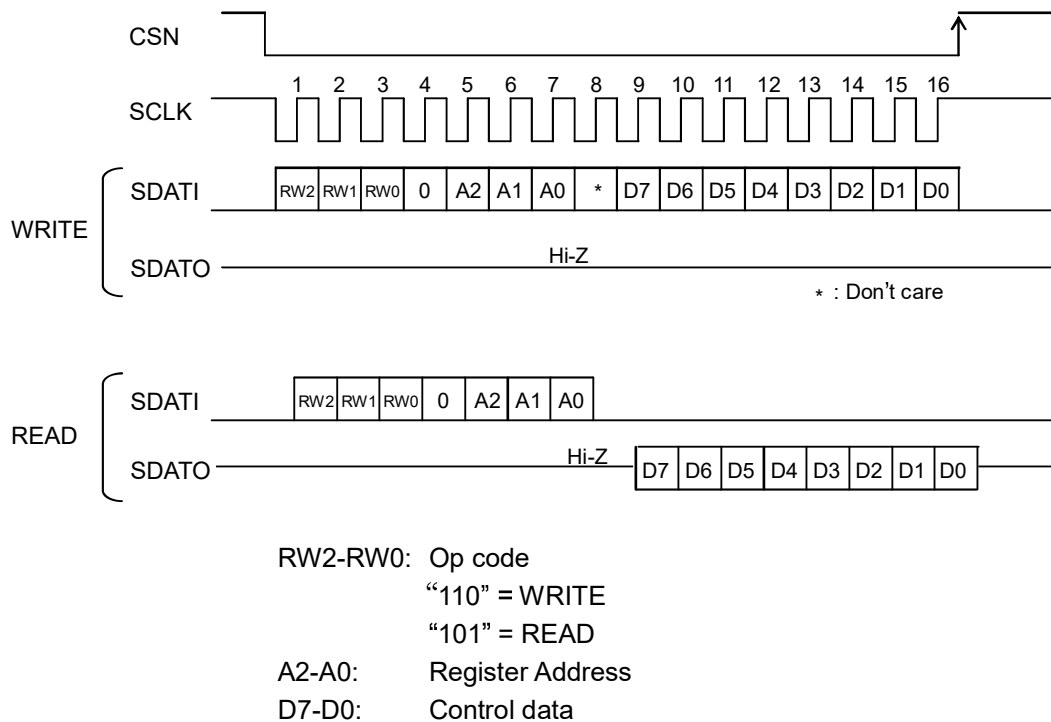 CSN
1 2 3 4 5 6 7 8 9 10 11 12 13 14 15 16
SCLK
SDATI RW2 RW1 RW0 0 A2 A1 A0 * D7 D6 D5 D4 D3 D2 D1 D0
WRITE
SDATO Hi-Z
* : Don't care
SDATI RW2 RW1 RW0 0 A2 A1 A0
READ
SDATO Hi-Z D7 D6 D5 D4 D3 D2 D1 D0
RW2-RW0: Op code
“110” = WRITE
“101” = READ
A2-A0: Register Address
D7-D0: Control data